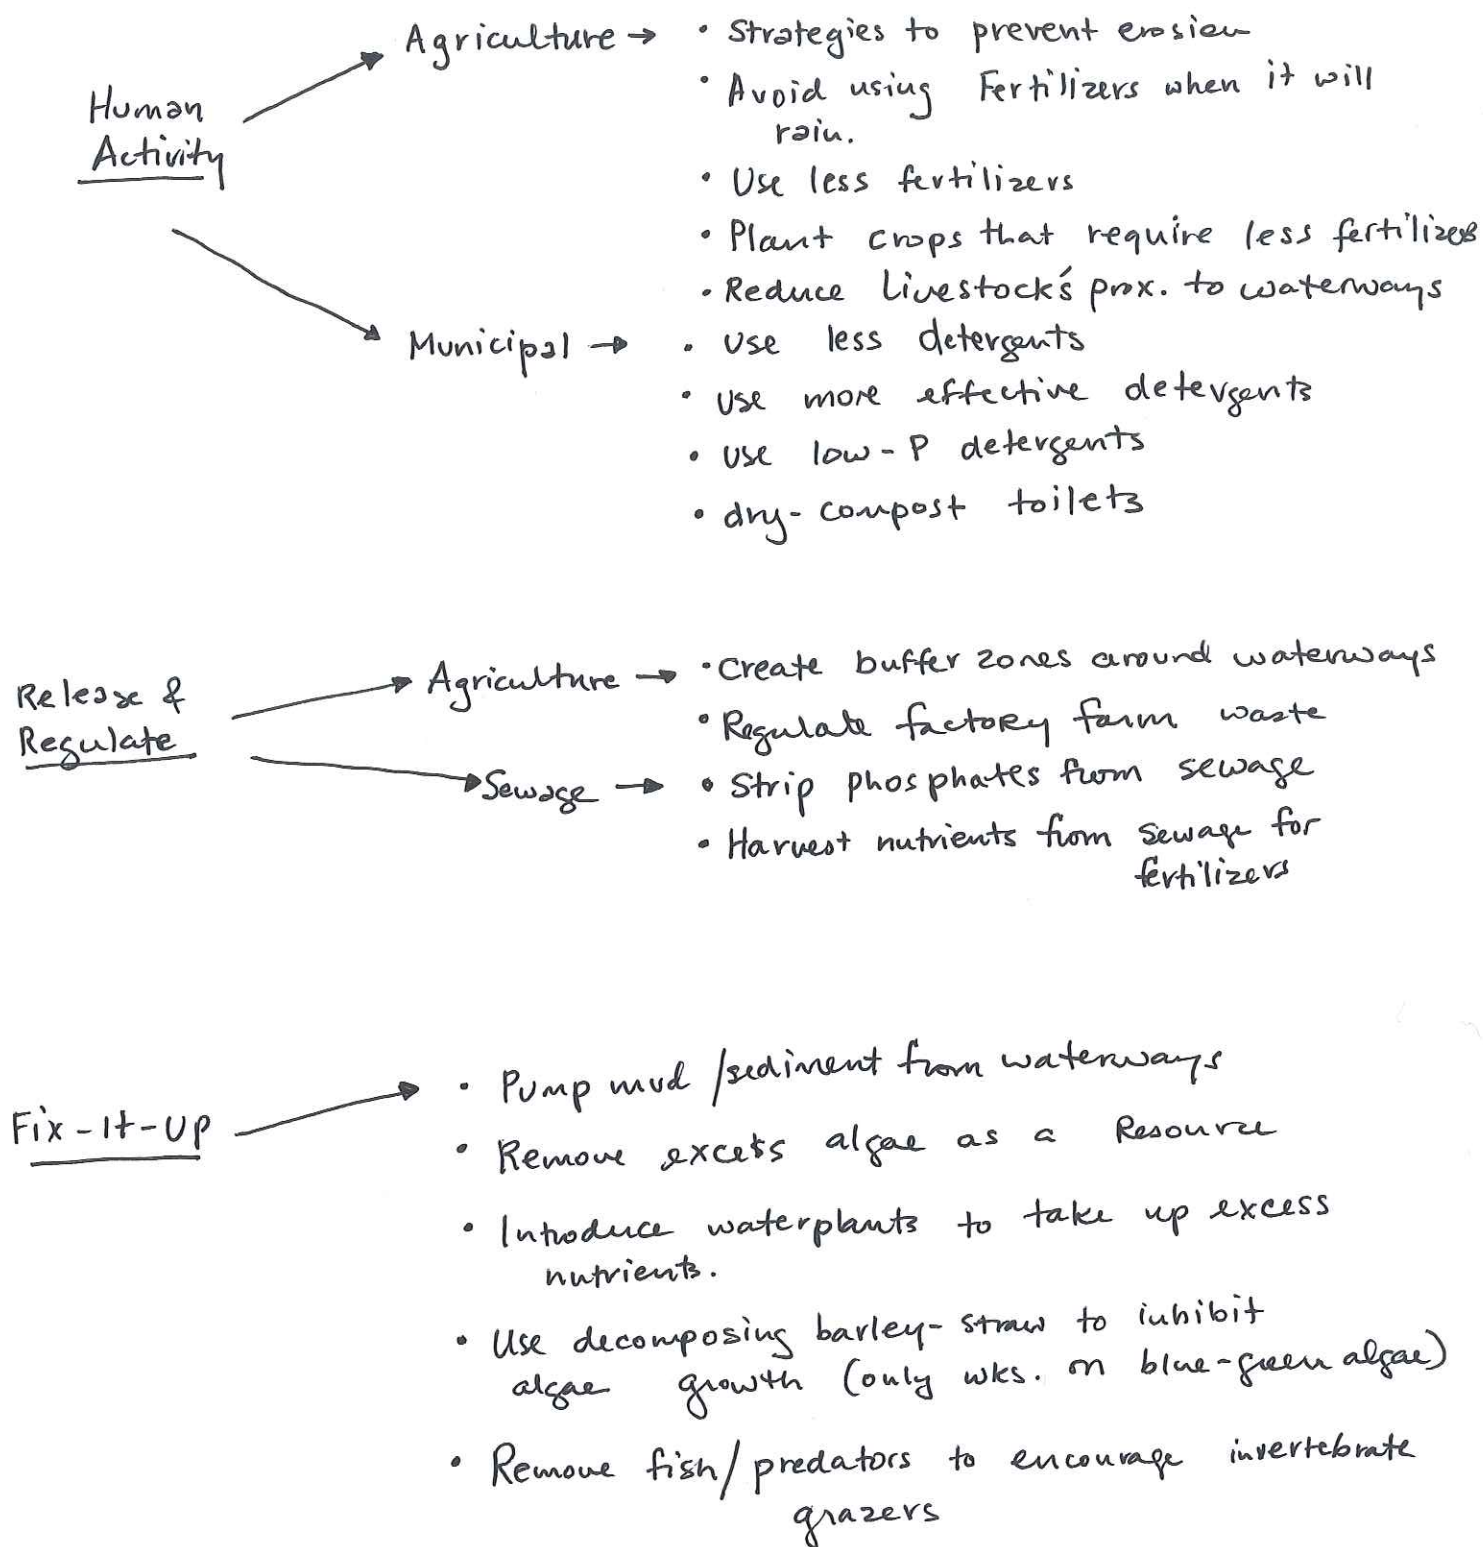 Agriculture → • Strategies to prevent erosion
Human
Activity
• Avoid using Fertilizers when it will
rain.
• Use less fertilizers
• Plant crops that require less fertilizers
• Reduce Livestock's prox. to waterways
Municipal → • Use less detergents
• Use more effective detergents
• Use low-P detergents
• dry-compost toilets
Release &
Regulate
Agriculture → • Create buffer zones around waterways
• Regulate factory farm waste
Sewage → • Strip phosphates from sewage
• Harvest nutrients from sewage for
fertilizers
Fix-It-Up → • Pump mud/sediment from waterways
• Remove excess algae as a Resource
• Introduce waterplants to take up excess
nutrients.
• Use decomposing barley-straw to inhibit
algae growth (only wks. on blue-green algae)
• Remove fish/predators to encourage invertebrate
grazers